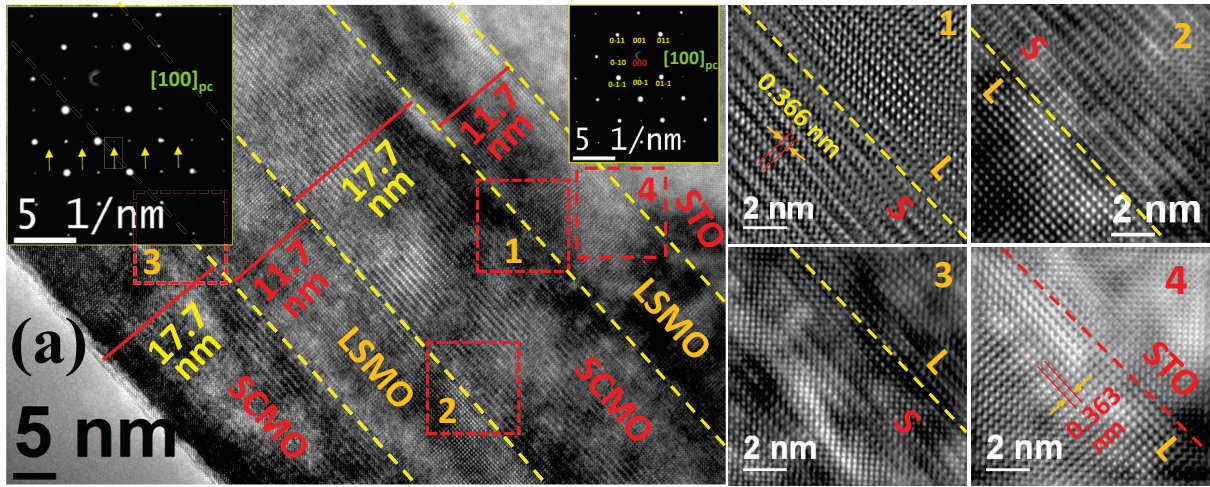 [100]pc
5 1/nm
3
17.7
nm
(a)
5 nm
SCMO
11.7
nm
LSMO
2
17.7
nm
11.7
nm
1
4
STO
LSMO
SCMO
0-11 001 011
0-10 000
0-1-1 00-1 01-1
[100]pc
5 1/nm
1
0.366 nm
L
S
2 nm
2
S
L
2 nm
3
L
S
2 nm
4
STO
0.363
nm
L
2 nm